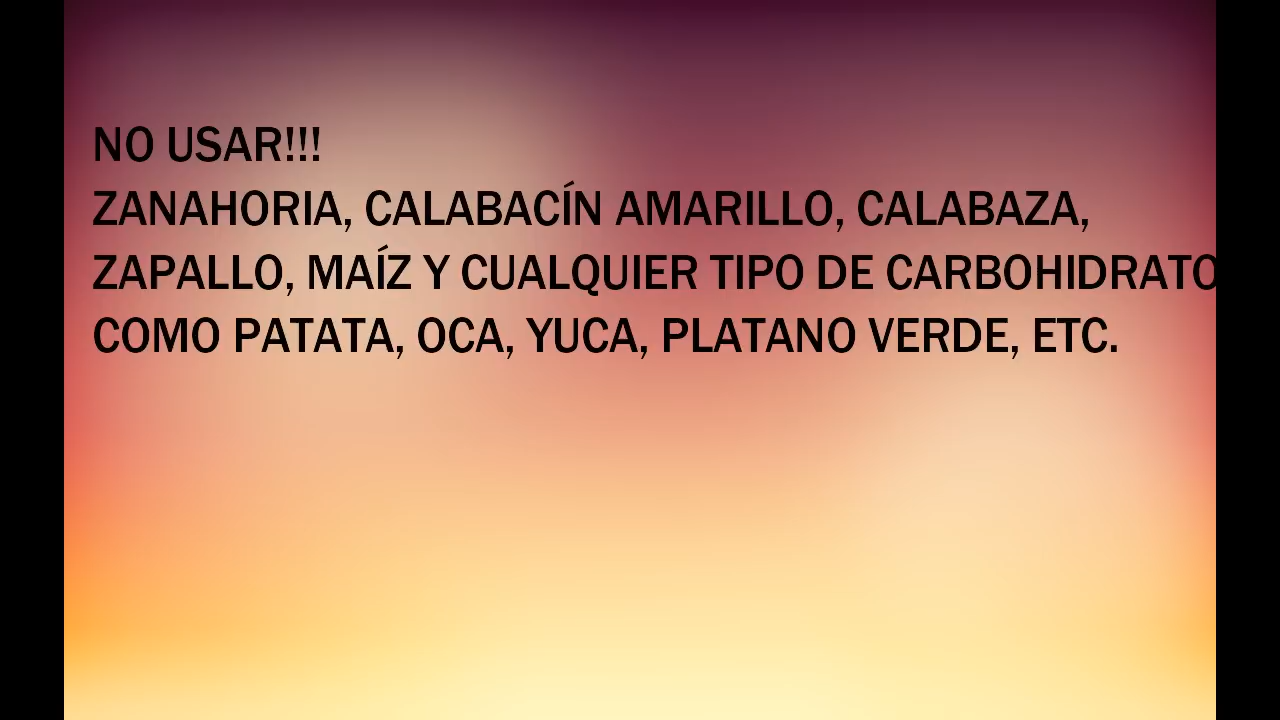 NO USAR!!!
ZANAHORIA, CALABACÍN AMARILLO, CALABAZA,
ZAPALLO, MAÍZ Y CUALQUIER TIPO DE CARBOHIDRATO
COMO PATATA, OCA, YUCA, PLATANO VERDE, ETC.